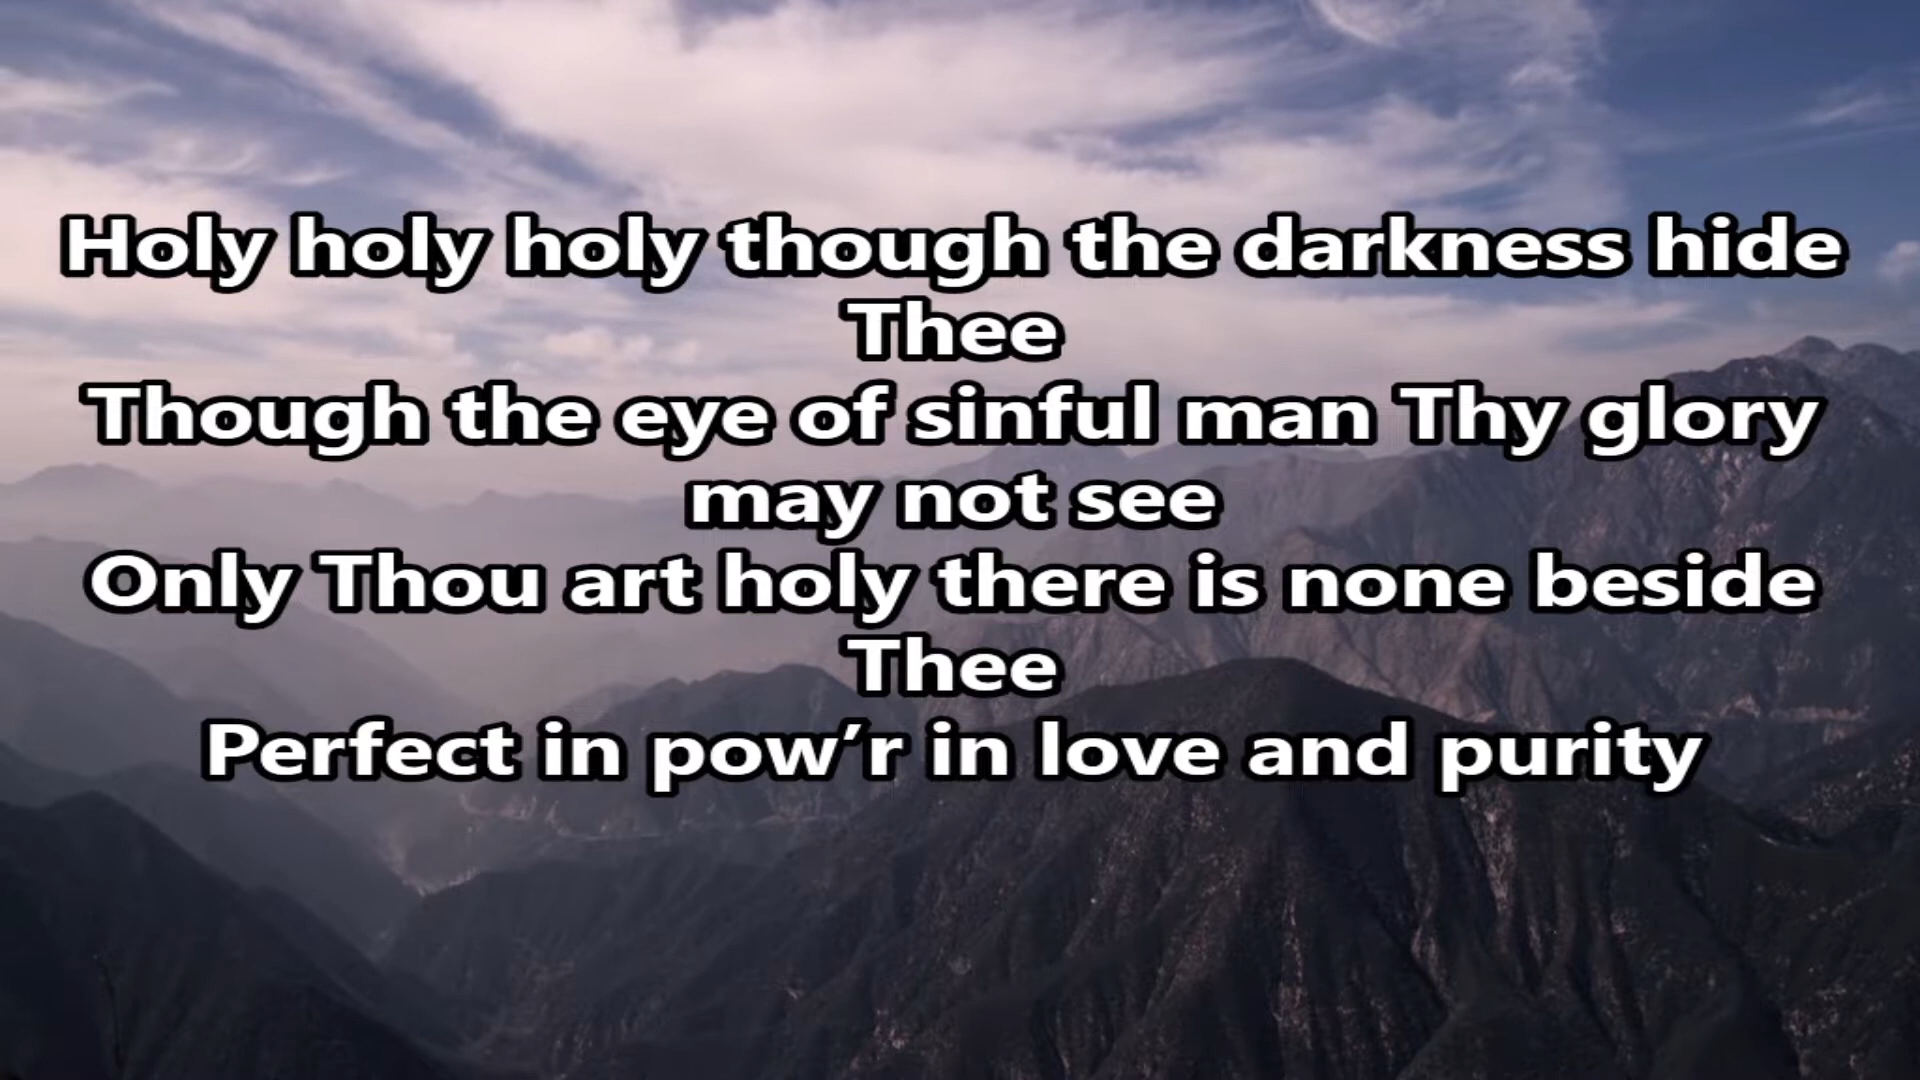 Holy holy holy though the darkness hide
Thee
Though the eye of sinful man Thy glory
may not see
Only Thou art holy there is none beside
Thee
Perfect in pow’r in love and purity